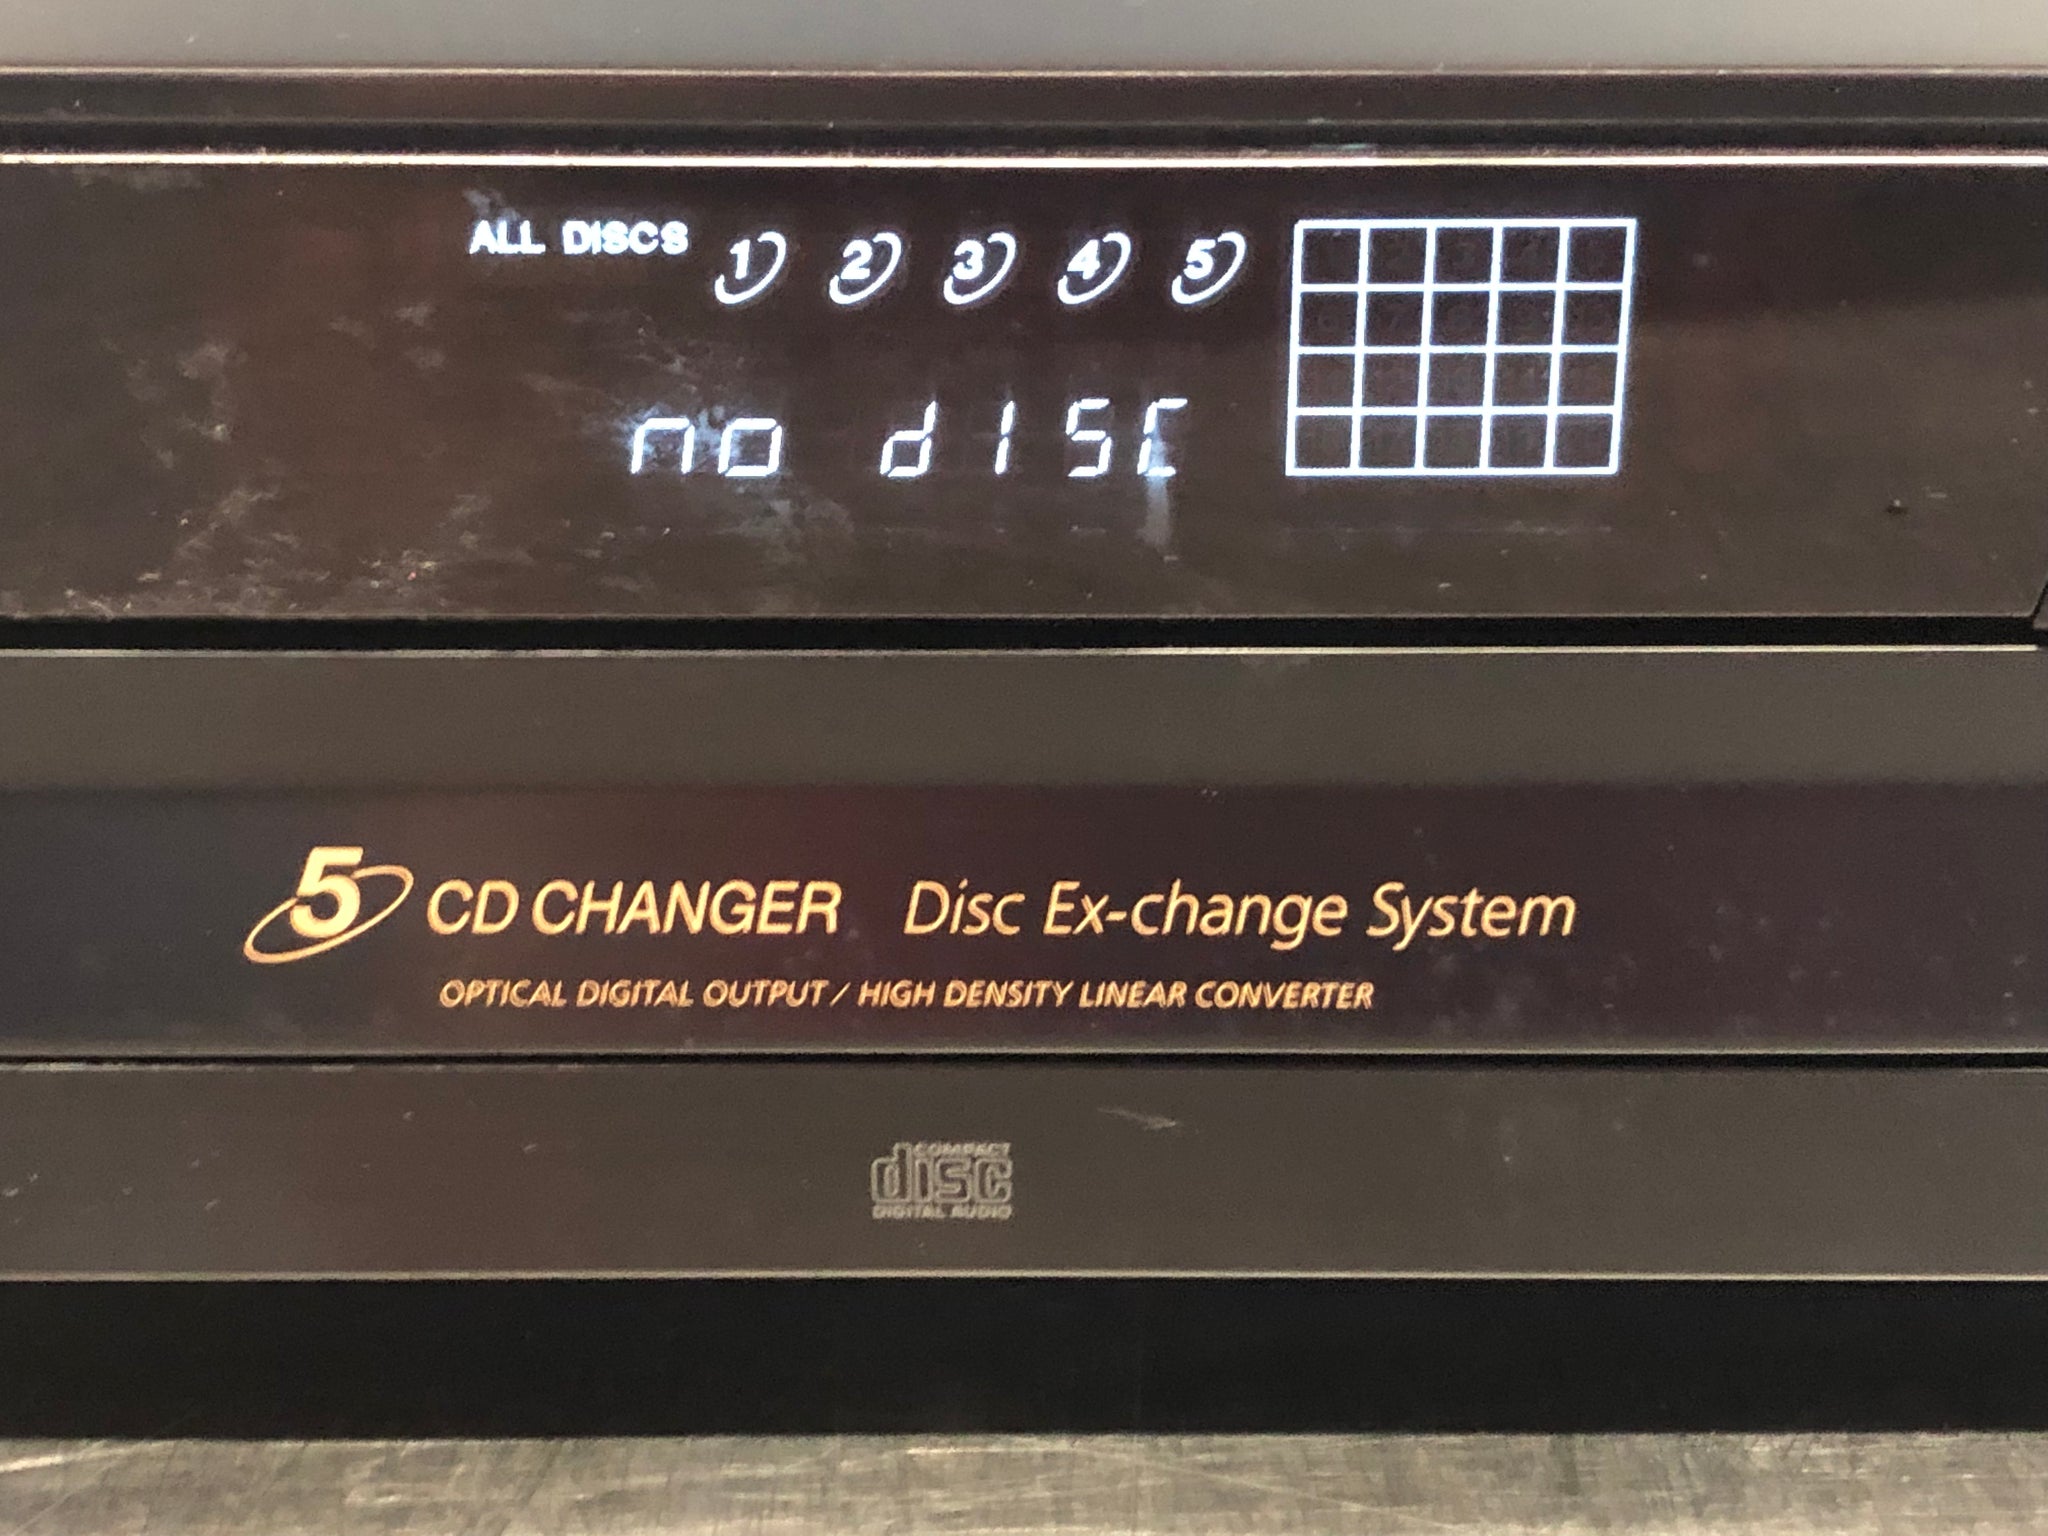 ALL DISCS 1 2 3 4 5
no disc
5 CD CHANGER Disc Ex-change System
OPTICAL DIGITAL OUTPUT / HIGH DENSITY LINEAR CONVERTER
COMPACT
disc
DIGITAL AUDIO